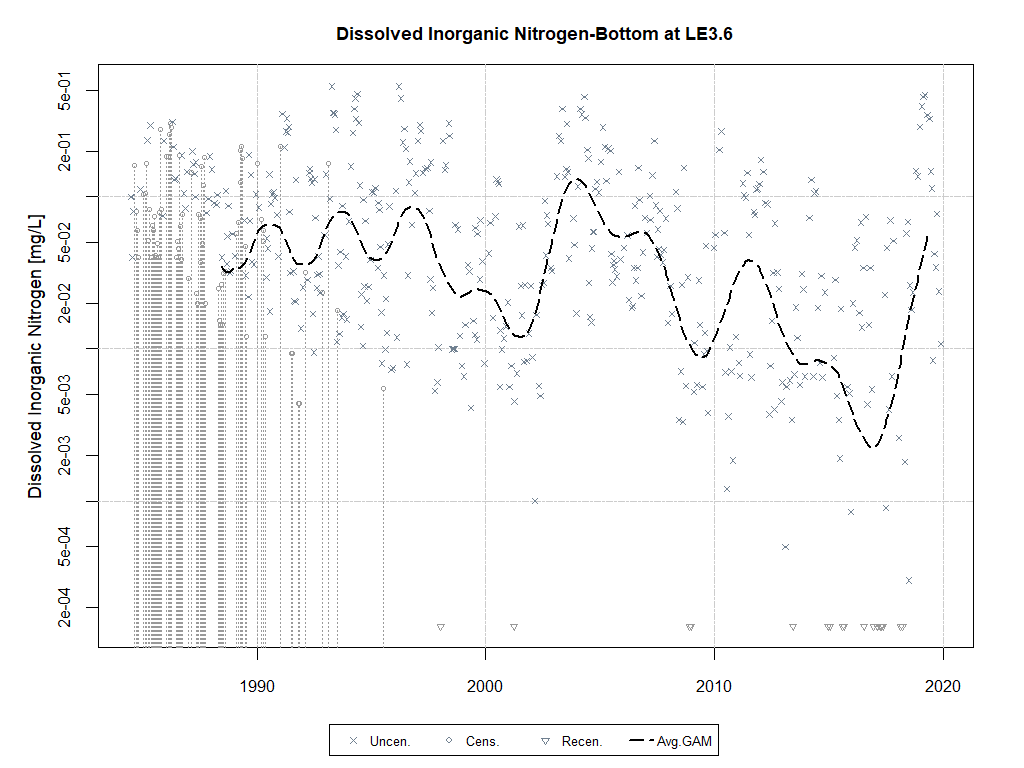 Dissolved Inorganic Nitrogen-Bottom at LE3.6
Dissolved Inorganic Nitrogen [mg/L]
5e-01
2e-01
5e-02
2e-02
5e-03
2e-03
5e-04
2e-04
1990 2000 2010 2020
Uncen. Cens. Recen. Avg.GAM